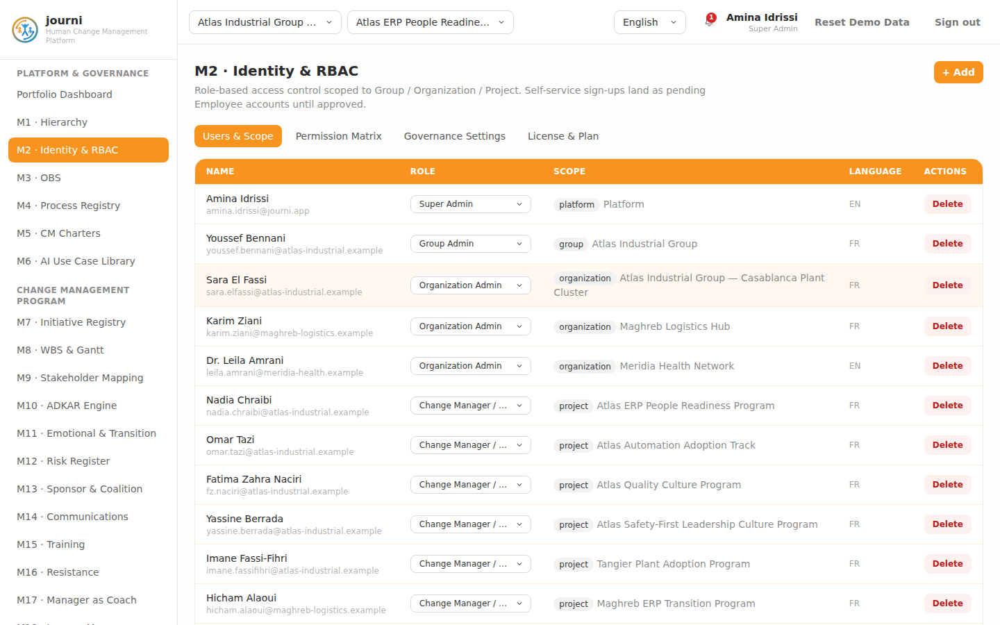 journi
Human Change Management
Platform
Atlas Industrial Group ...
Atlas ERP People Readine...
English
1
Amina Idrissi
Super Admin
Reset Demo Data
Sign out
PLATFORM & GOVERNANCE
Portfolio Dashboard
M1 · Hierarchy
M2 · Identity & RBAC
M3 · OBS
M4 · Process Registry
M5 · CM Charters
M6 · AI Use Case Library
CHANGE MANAGEMENT
PROGRAM
M7 · Initiative Registry
M8 · WBS & Gantt
M9 · Stakeholder Mapping
M10 · ADKAR Engine
M11 · Emotional & Transition
M12 · Risk Register
M13 · Sponsor & Coalition
M14 · Communications
M15 · Training
M16 · Resistance
M17 · Manager as Coach
M2 · Identity & RBAC
Role-based access control scoped to Group / Organization / Project. Self-service sign-ups land as pending
Employee accounts until approved.
+ Add
Users & Scope
Permission Matrix
Governance Settings
License & Plan
NAME ROLE SCOPE LANGUAGE ACTIONS
Amina Idrissi
amina.idrissi@journi.app
Super Admin
platform Platform
EN
Delete
Youssef Bennani
youssef.bennani@atlas-industrial.example
Group Admin
group Atlas Industrial Group
FR
Delete
Sara El Fassi
sara.elfassi@atlas-industrial.example
Organization Admin
organization Atlas Industrial Group — Casablanca Plant
Cluster
FR
Delete
Karim Ziani
karim.ziani@maghreb-logistics.example
Organization Admin
organization Maghreb Logistics Hub
FR
Delete
Dr. Leila Amrani
leila.amrani@meridia-health.example
Organization Admin
organization Meridia Health Network
EN
Delete
Nadia Chraibi
nadia.chraibi@atlas-industrial.example
Change Manager / ...
project Atlas ERP People Readiness Program
FR
Delete
Omar Tazi
omar.tazi@atlas-industrial.example
Change Manager / ...
project Atlas Automation Adoption Track
FR
Delete
Fatima Zahra Naciri
fz.naciri@atlas-industrial.example
Change Manager / ...
project Atlas Quality Culture Program
FR
Delete
Yassine Berrada
yassine.berrada@atlas-industrial.example
Change Manager / ...
project Atlas Safety-First Leadership Culture Program
FR
Delete
Imane Fassi-Fihri
imane.fassifihri@atlas-industrial.example
Change Manager / ...
project Tangier Plant Adoption Program
FR
Delete
Hicham Alaoui
hicham.alaoui@maghreb-logistics.example
Change Manager / ...
project Maghreb ERP Transition Program
FR
Delete